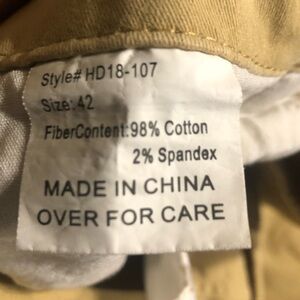 Style# HD18-107
Size: 42
FiberContent:98% Cotton
2% Spandex
MADE IN CHINA
OVER FOR CARE